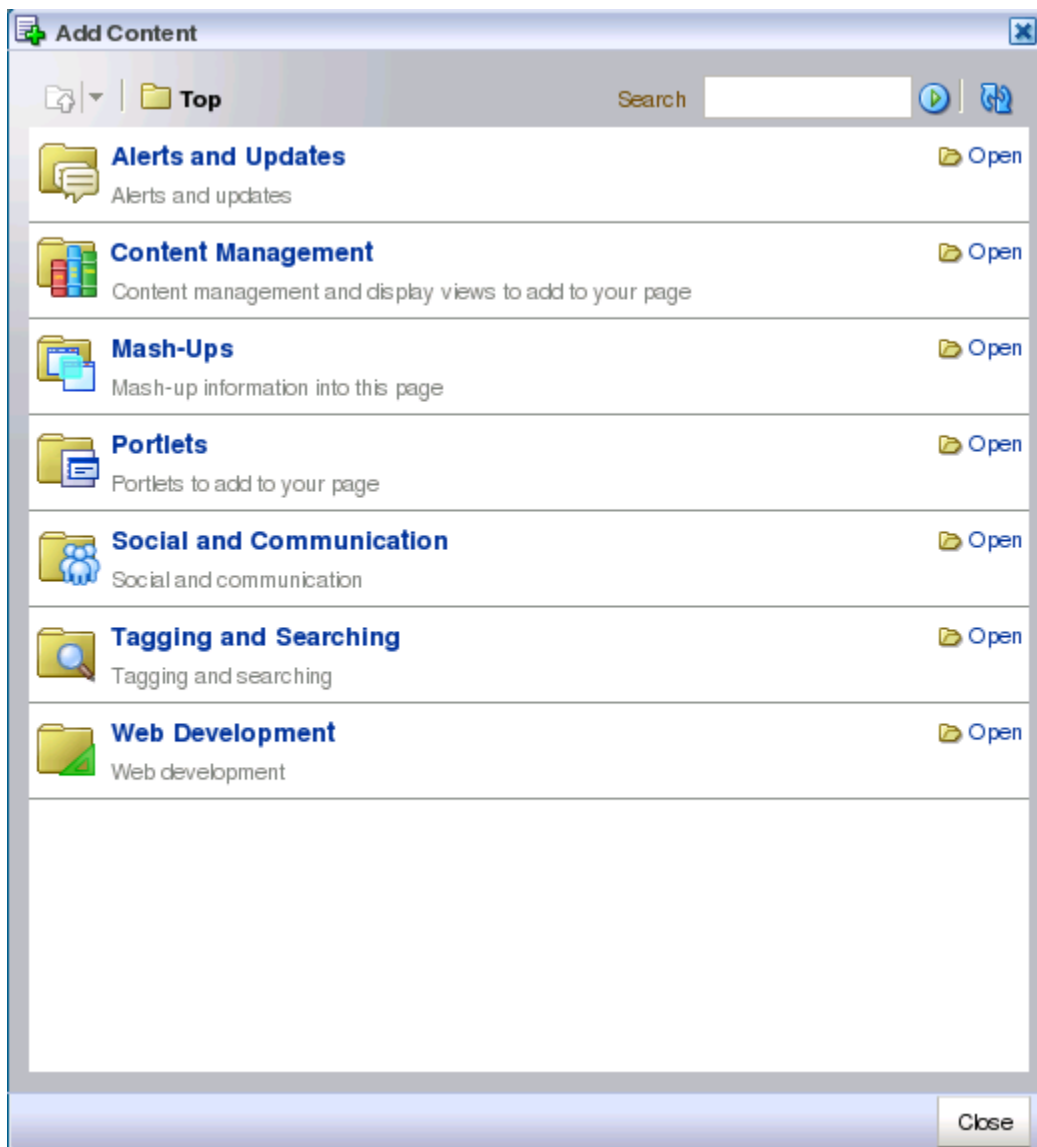 Add Content
Top Search
Alerts and Updates Open
Alerts and updates
Content Management Open
Content management and display views to add to your page
Mash-Ups Open
Mash-up information into this page
Portlets Open
Portlets to add to your page
Social and Communication Open
Social and communication
Tagging and Searching Open
Tagging and searching
Web Development Open
Web development
Close